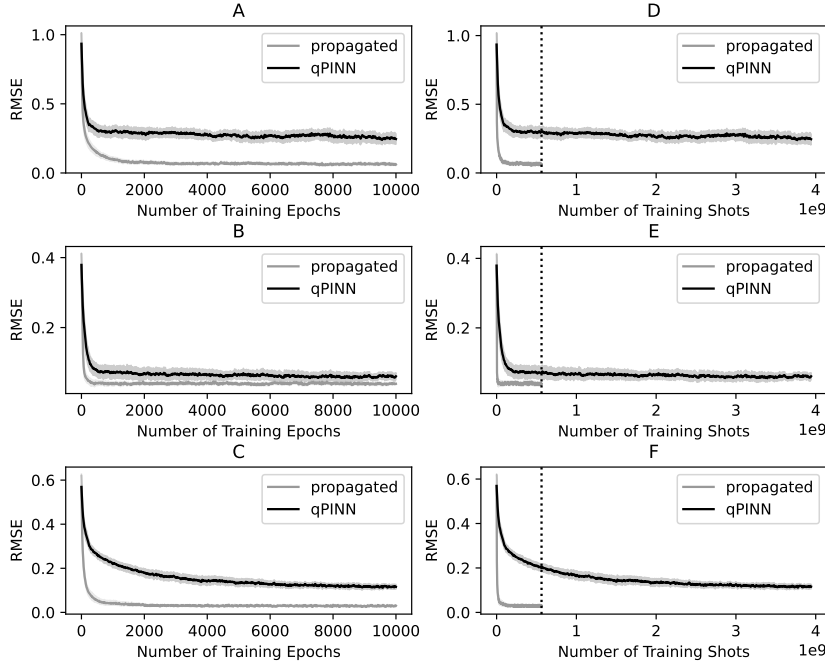 A
1.0
0.5
0.0
RMSE
propagated
qPINN
0 2000 4000 6000 8000 10000
Number of Training Epochs
D
1.0
0.5
0.0
RMSE
propagated
qPINN
0 1 2 3 4
Number of Training Shots
1e9
B
0.4
0.2
RMSE
propagated
qPINN
0 2000 4000 6000 8000 10000
Number of Training Epochs
E
0.4
0.2
RMSE
propagated
qPINN
0 1 2 3 4
Number of Training Shots
1e9
C
0.6
0.4
0.2
0.0
RMSE
propagated
qPINN
0 2000 4000 6000 8000 10000
Number of Training Epochs
F
0.6
0.4
0.2
0.0
RMSE
propagated
qPINN
0 1 2 3 4
Number of Training Shots
1e9